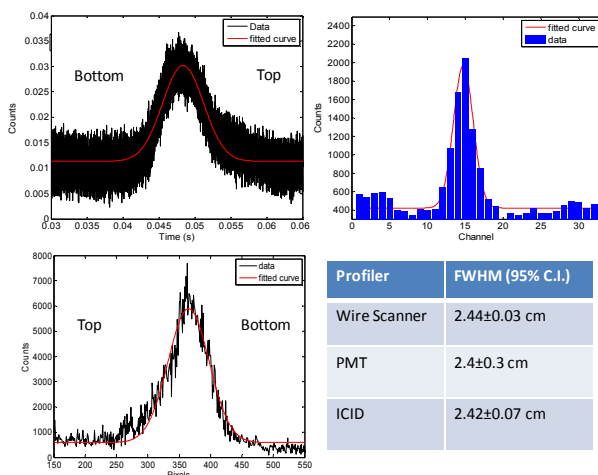 0.04
0.035
0.03
0.025
0.02
0.015
0.01
0.005
0
Counts
0.03 0.035 0.04 0.045 0.05 0.055 0.06 0.06
Time (s)
Data
fitted curve
Bottom
Top
2400
2200
2000
1800
1600
1400
1200
1000
800
600
400
Counts
0 10 20 30
Channel
fitted curve
data
8000
7000
6000
5000
4000
3000
2000
1000
0
Counts
150 200 250 300 350 400 450 500 550
Pixels
data
fitted curve
Top
Bottom
Profiler FWHM (95% C.I.)
Wire Scanner 2.44±0.03 cm
PMT 2.4±0.3 cm
ICID 2.42±0.07 cm